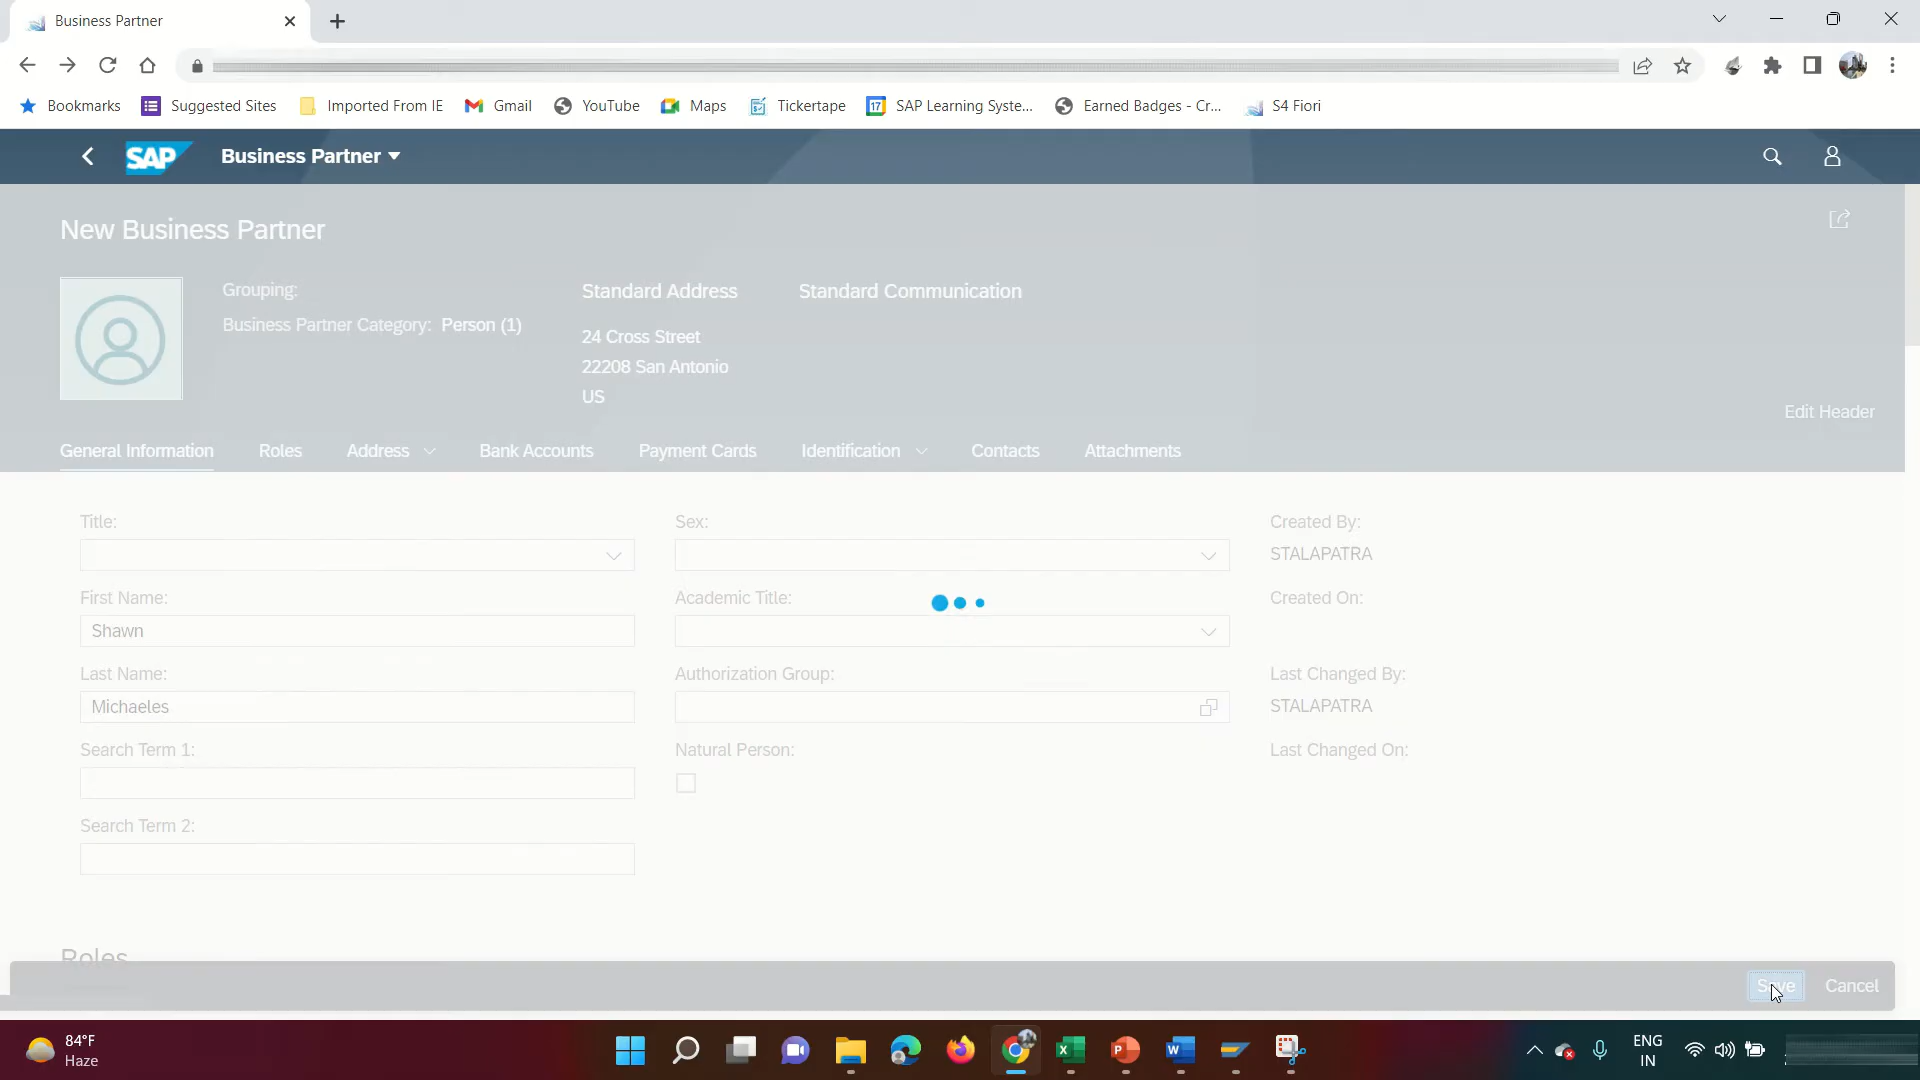 Business Partner
Bookmarks Suggested Sites Imported From IE Gmail YouTube Maps Tickertape 17 SAP Learning Syste... Earned Badges - Cr... S4 Fiori
SAP Business Partner
New Business Partner
Grouping:
Business Partner Category: Person (1)
Standard Address
24 Cross Street
22208 San Antonio
US
Standard Communication
Edit Header
General Information Roles Address Bank Accounts Payment Cards Identification Contacts Attachments
Title:
First Name:
Shawn
Last Name:
Michaeles
Search Term 1:
Search Term 2:
Sex:
Academic Title:
Authorization Group:
Natural Person:
Created By:
STALAPATRA
Created On:
Last Changed By:
STALAPATRA
Last Changed On:
Roles
Save Cancel
84°F
Haze
ENG
IN